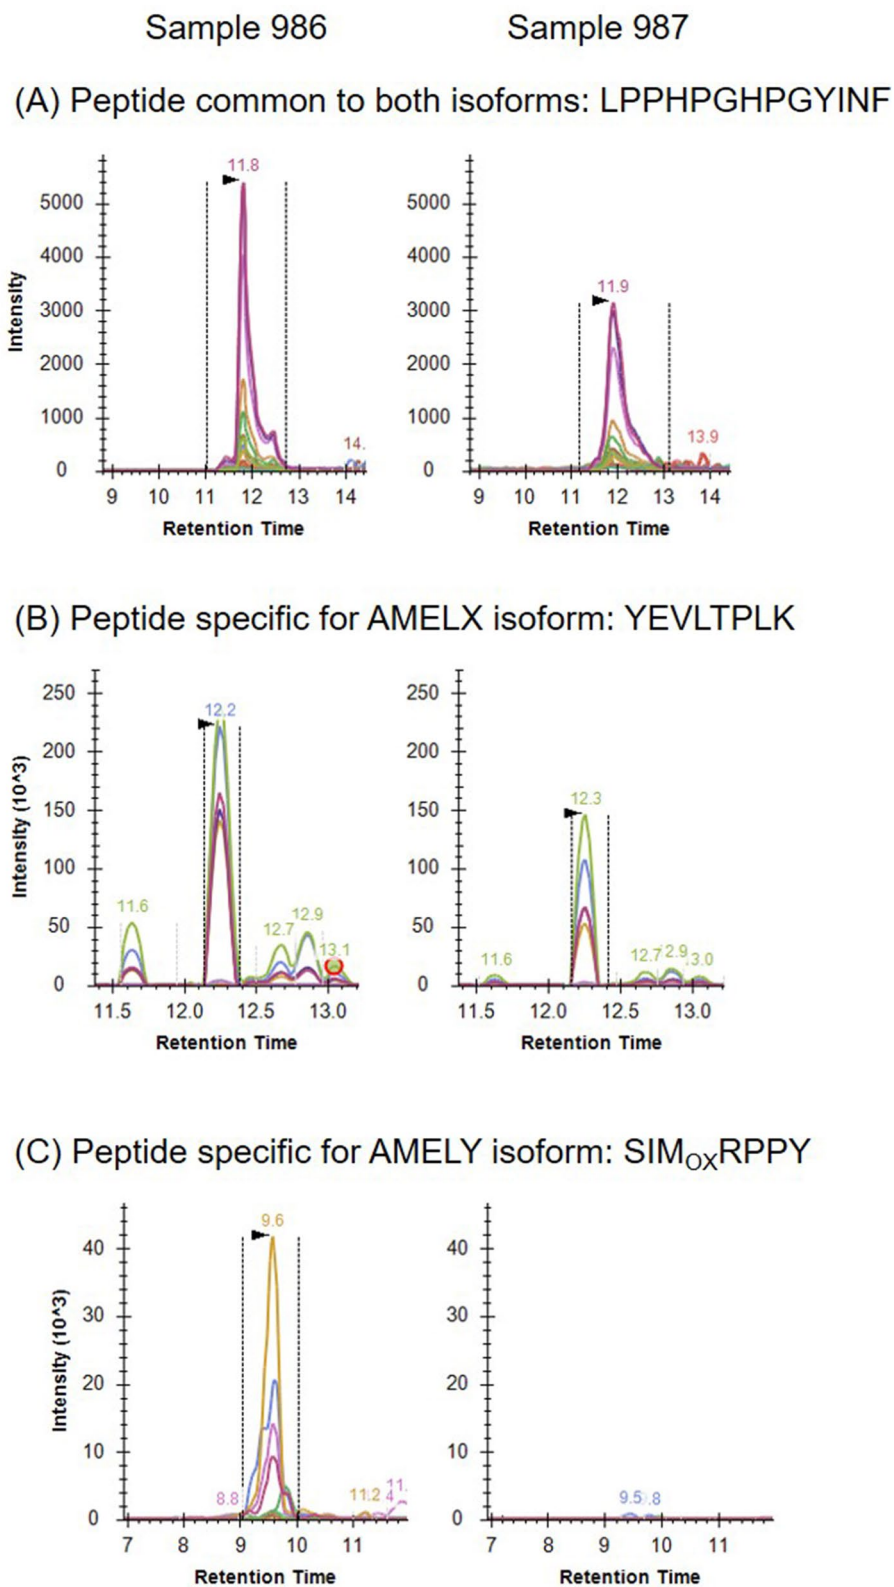 Sample 986 Sample 987
(A) Peptide common to both isoforms: LPPHPGHPGYINF
11.8
5000
4000
3000
2000
1000
0
Intensity
14.
9 10 11 12 13 14
Retention Time
5000
4000
3000
2000
1000
0
11.9
13.9
9 10 11 12 13 14
Retention Time
(B) Peptide specific for AMELX isoform: YEVLTPLK
250
200
150
100
50
0
Intensity (10^3)
12.2
11.6
12.7
12.9
13.1
11.5 12.0 12.5 13.0
Retention Time
250
200
150
100
50
0
12.3
11.6
12.7
2.9
3.0
11.5 12.0 12.5 13.0
Retention Time
(C) Peptide specific for AMELY isoform: SIMOXRPPY
40
30
20
10
0
Intensity (10^3)
9.6
8.8
11.2
11.
4
7 8 9 10 11
Retention Time
40
30
20
10
0
9.5 .8
7 8 9 10 11
Retention Time